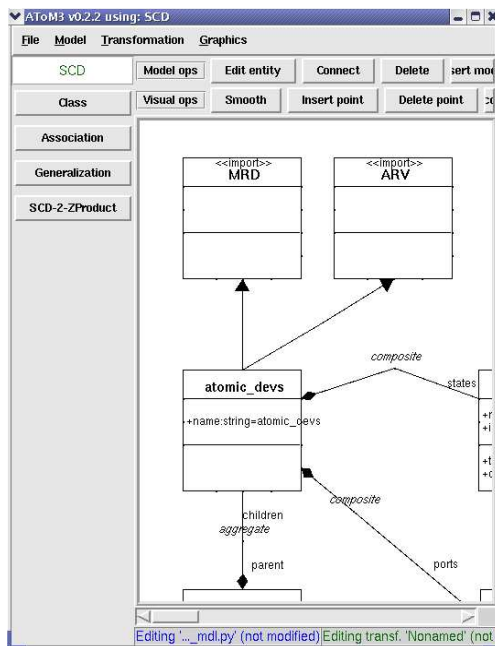 AToM3 v0.2.2 using: SCD
File Model Transformation Graphics
SCD
Model ops Edit entity Connect Delete
Class
Visual ops Smooth Insert point Delete point
Association
Generalization
SCD-2-ZProduct
<<import>>
MRD
<<import>>
ARV
composite
atomic_devs
states
+name:string=atomic_devs
composite
children
aggregate
parent
ports
Editing '..._mdl.py' (not modified) Editing transf. 'Nonamed' (not